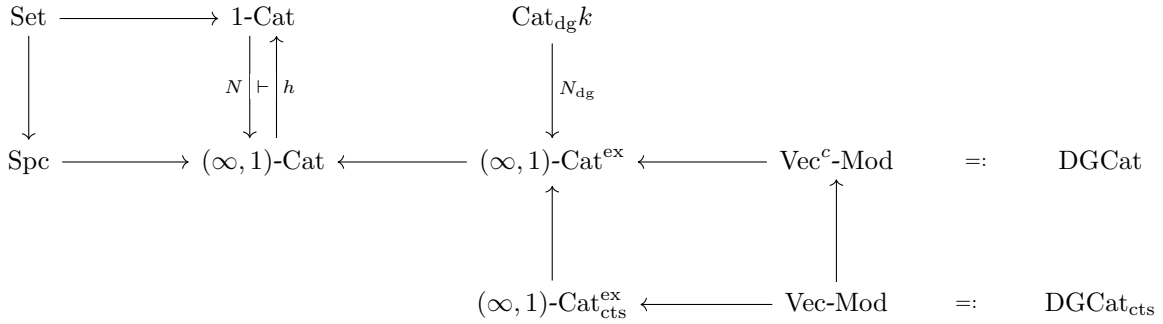 Set 1-Cat Cat_dg k
N ⊢ h N_dg
Spc (∞, 1)-Cat (∞, 1)-Cat^ex Vec^c-Mod =: DGCat
(∞, 1)-Cat^ex_cts Vec-Mod =: DGCat_cts